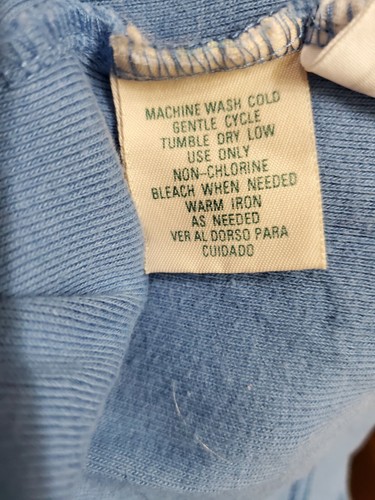 MACHINE WASH COLD
GENTLE CYCLE
TUMBLE DRY LOW
USE ONLY
NON-CHLORINE
BLEACH WHEN NEEDED
WARM IRON
AS NEEDED
VER AL DORSO PARA
CUIDADO